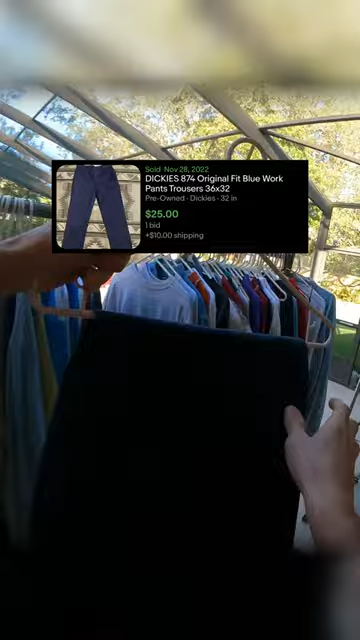 Sold Nov 28, 2022
DICKIES 874 Original Fit Blue Work
Pants Trousers 36x32
Pre-Owned · Dickies · 32 in
$25.00
1 bid
+$10.00 shipping